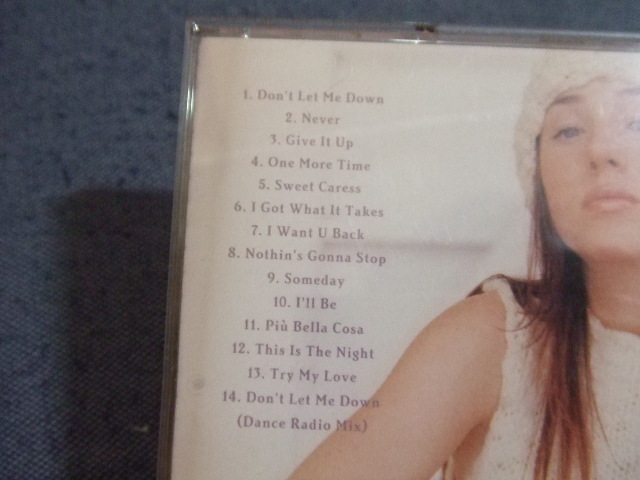 1. Don't Let Me Down
2. Never
3. Give It Up
4. One More Time
5. Sweet Caress
6. I Got What It Takes
7. I Want U Back
8. Nothin's Gonna Stop
9. Someday
10. I'll Be
11. Più Bella Cosa
12. This Is The Night
13. Try My Love
14. Don't Let Me Down
(Dance Radio Mix)